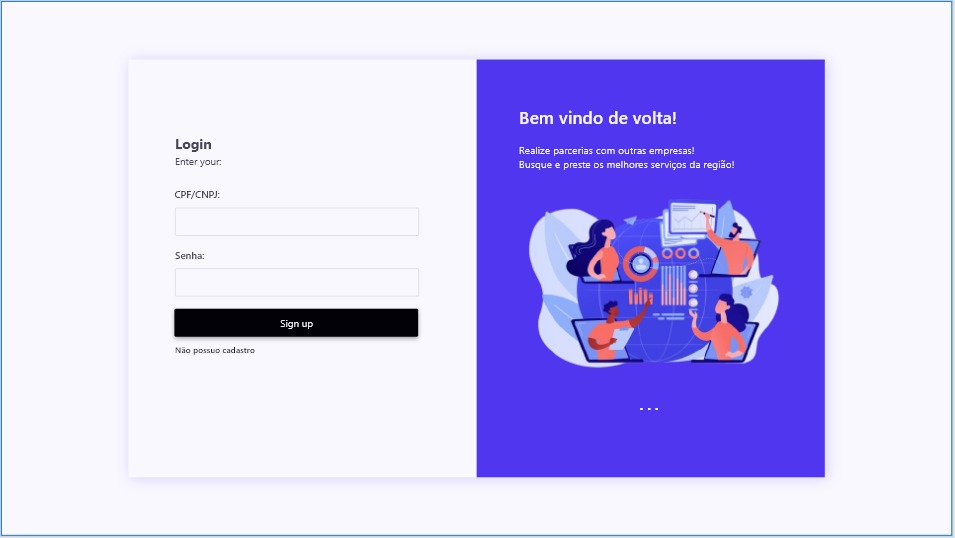 Login
Enter your:
CPF/CNPJ:
Senha:
Sign up
Não possuo cadastro
Bem vindo de volta!
Realize parcerias com outras empresas!
Busque e preste os melhores serviços da região!